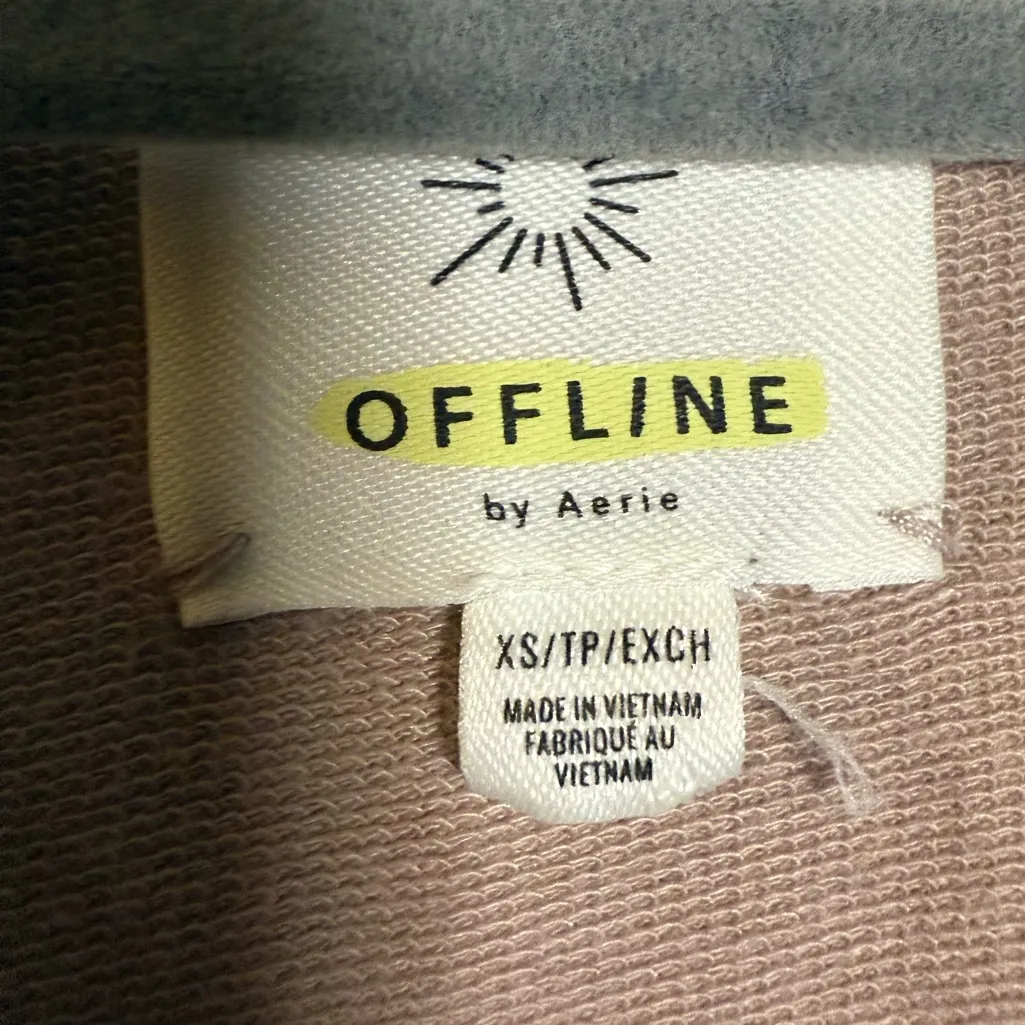 OFFLINE
by Aerie
XS/TP/EXCH
MADE IN VIETNAM
FABRIQUÉ AU
VIETNAM